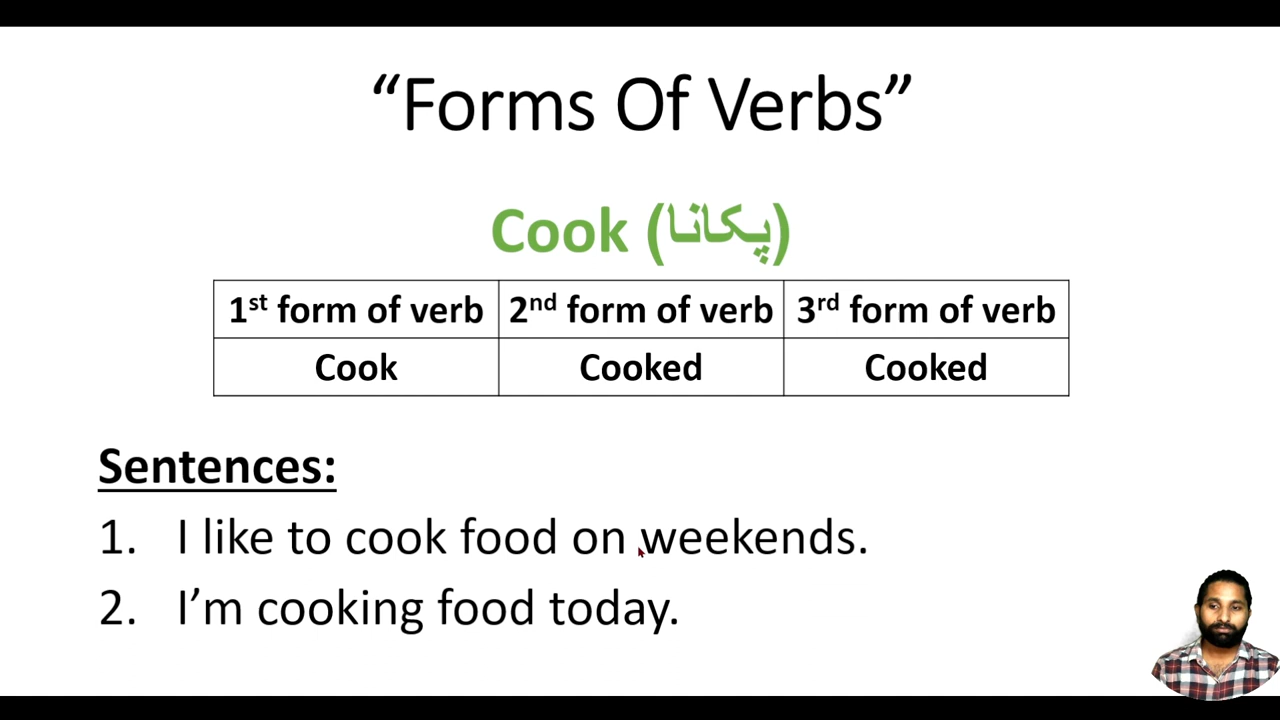 “Forms Of Verbs”
Cook (پکانا)
1st form of verb 2nd form of verb 3rd form of verb
Cook Cooked Cooked
Sentences:
1. I like to cook food on weekends.
2. I’m cooking food today.